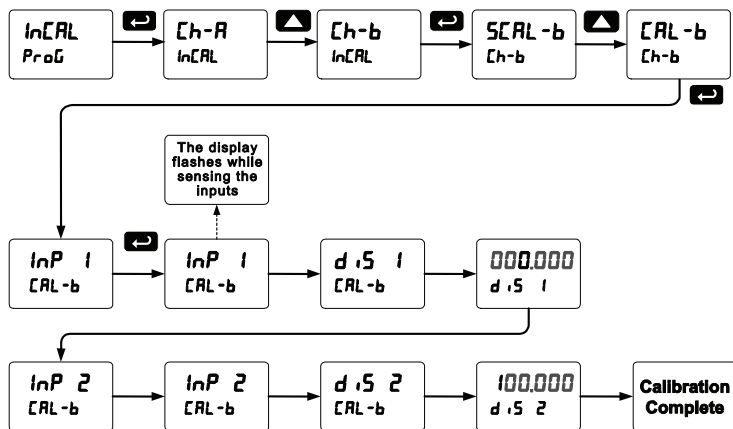 InCAL
ProG
Ch-A
InCAL
Ch-b
InCAL
SCAL-b
Ch-b
CAL-b
Ch-b
The display
flashes while
sensing the
inputs
InP 1
CAL-b
InP 1
CAL-b
diS 1
CAL-b
000.000
diS 1
InP 2
CAL-b
InP 2
CAL-b
diS 2
CAL-b
100.000
diS 2
Calibration
Complete